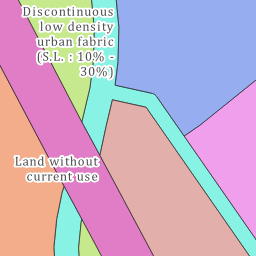 Discontinuous
low density
urban fabric
(S.L. : 10% -
30%)
Land without
current use